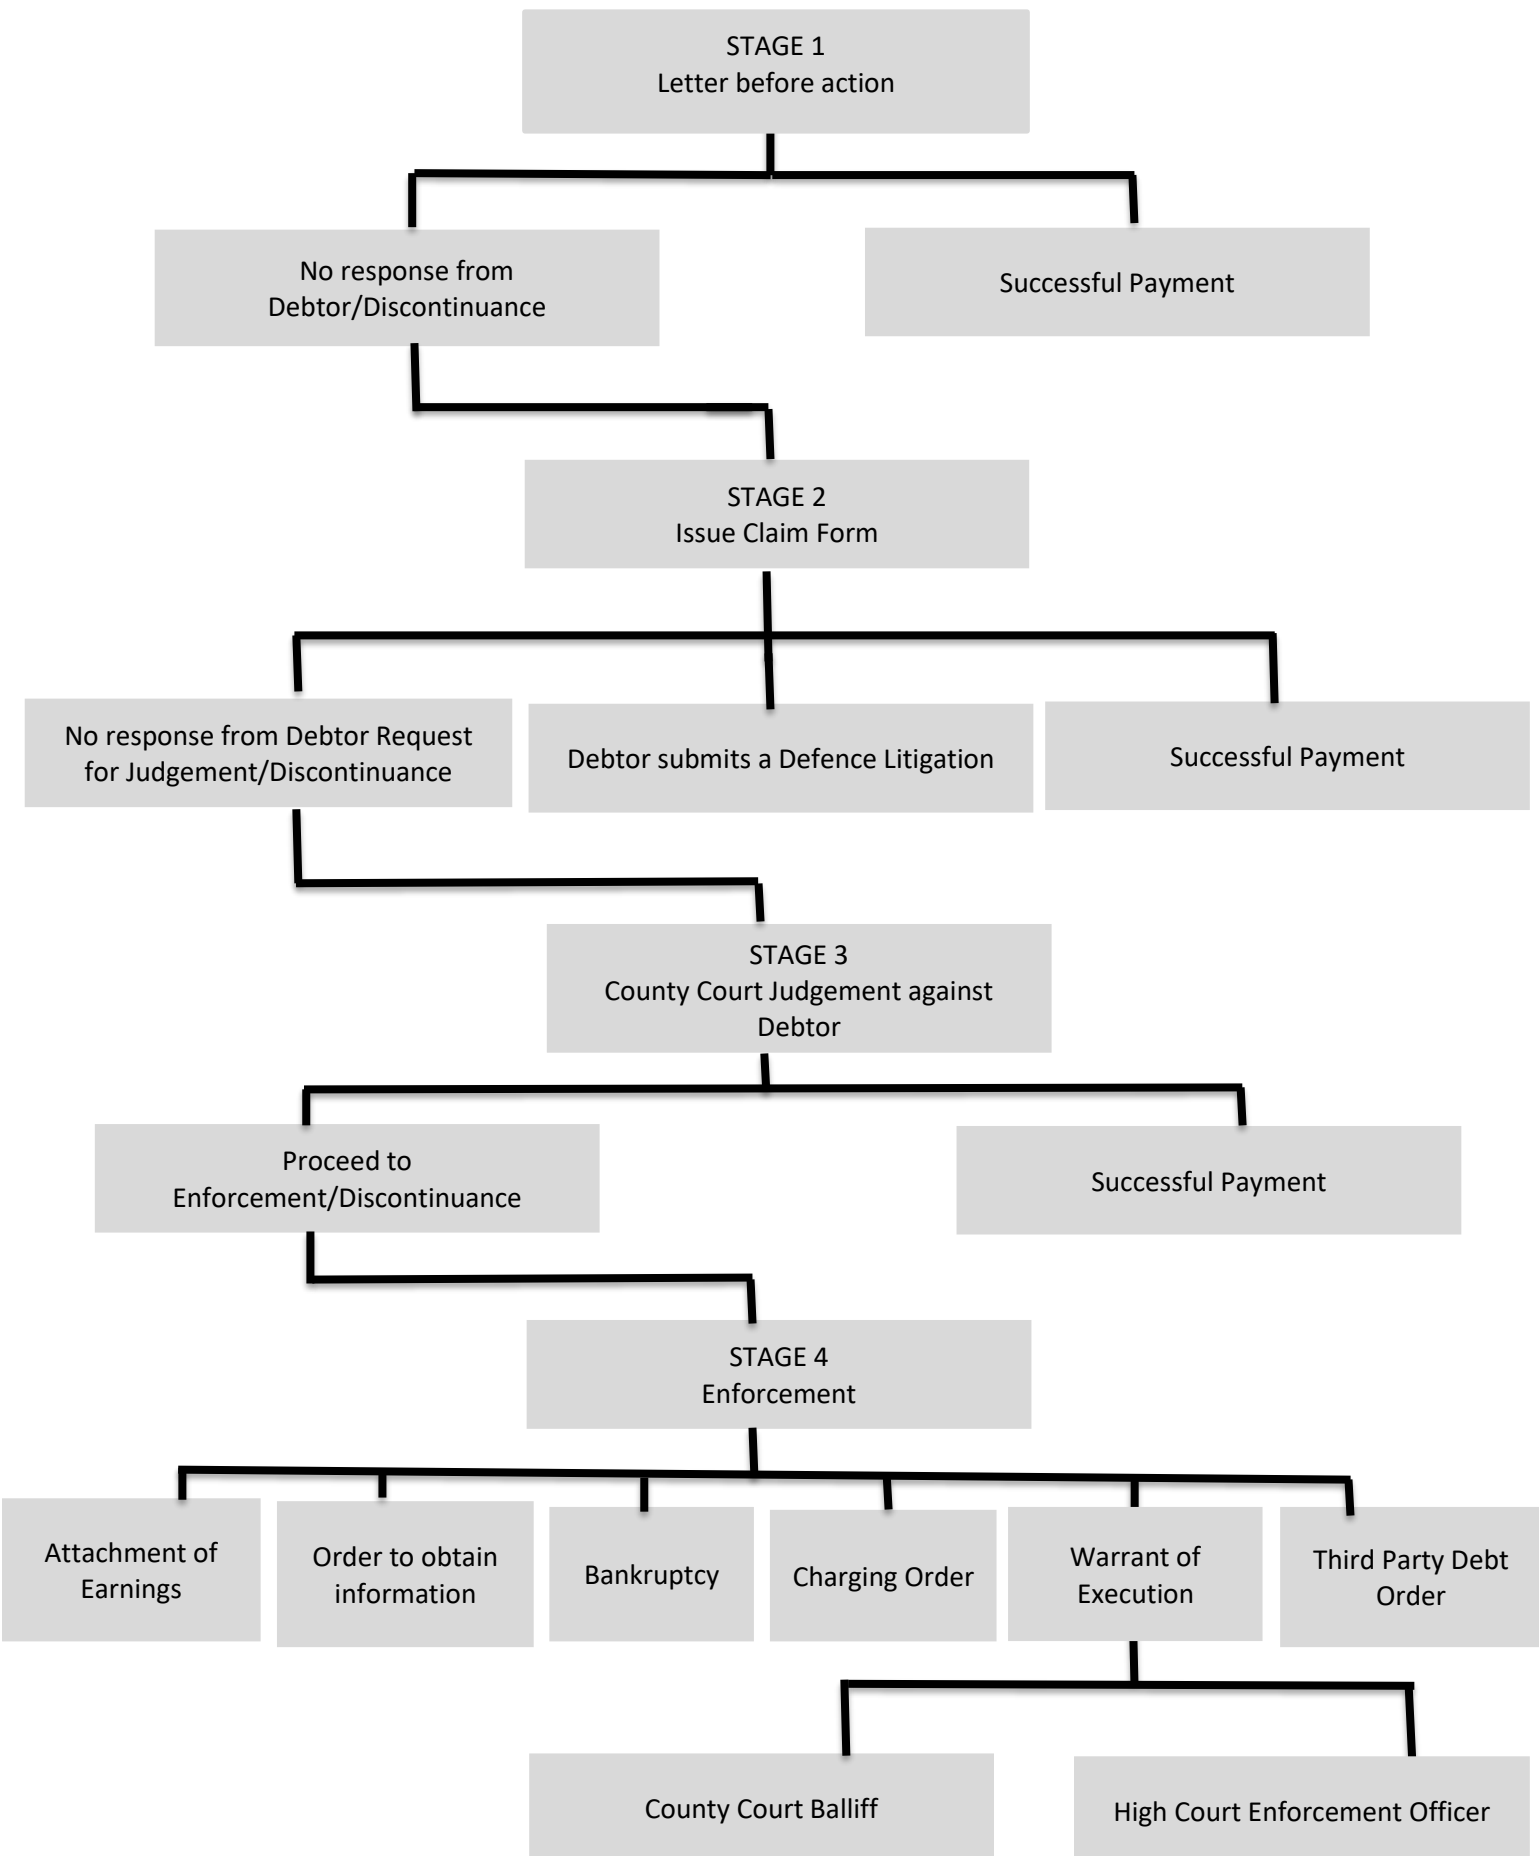 STAGE 1
Letter before action
No response from
Debtor/Discontinuance
Successful Payment
STAGE 2
Issue Claim Form
No response from Debtor Request
for Judgement/Discontinuance
Debtor submits a Defence Litigation
Successful Payment
STAGE 3
County Court Judgement against
Debtor
Proceed to
Enforcement/Discontinuance
Successful Payment
STAGE 4
Enforcement
Attachment of
Earnings
Order to obtain
information
Bankruptcy
Charging Order
Warrant of
Execution
Third Party Debt
Order
County Court Balliff
High Court Enforcement Officer